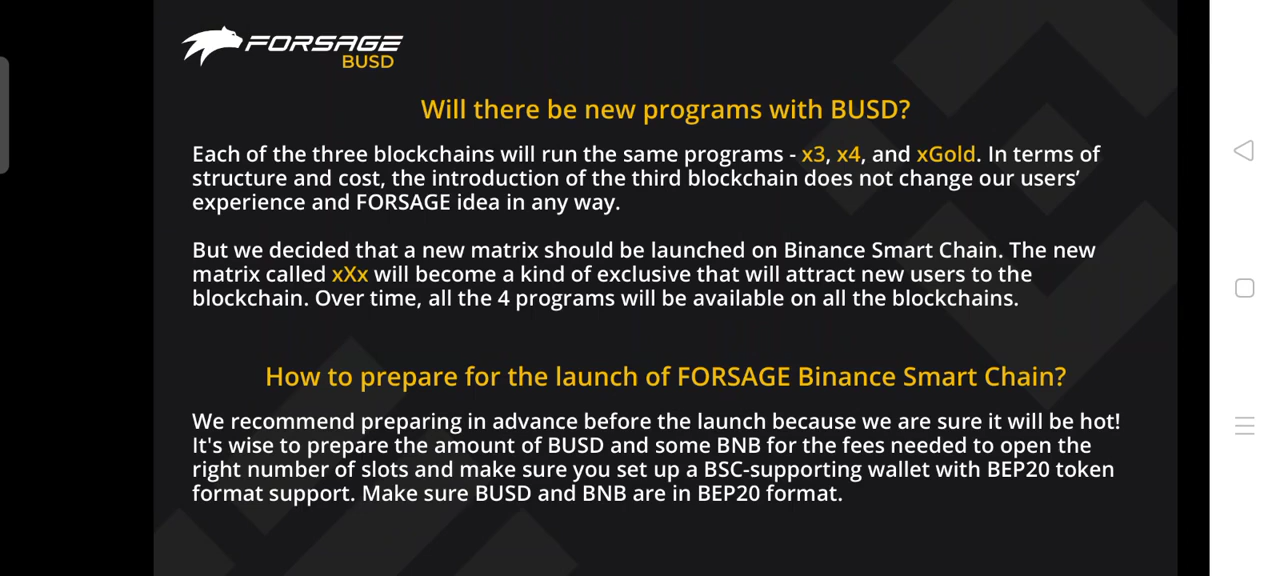 FORSAGE
BUSD
Will there be new programs with BUSD?
Each of the three blockchains will run the same programs - x3, x4, and xGold. In terms of
structure and cost, the introduction of the third blockchain does not change our users’
experience and FORSAGE idea in any way.
But we decided that a new matrix should be launched on Binance Smart Chain. The new
matrix called xXx will become a kind of exclusive that will attract new users to the
blockchain. Over time, all the 4 programs will be available on all the blockchains.
How to prepare for the launch of FORSAGE Binance Smart Chain?
We recommend preparing in advance before the launch because we are sure it will be hot!
It's wise to prepare the amount of BUSD and some BNB for the fees needed to open the
right number of slots and make sure you set up a BSC-supporting wallet with BEP20 token
format support. Make sure BUSD and BNB are in BEP20 format.